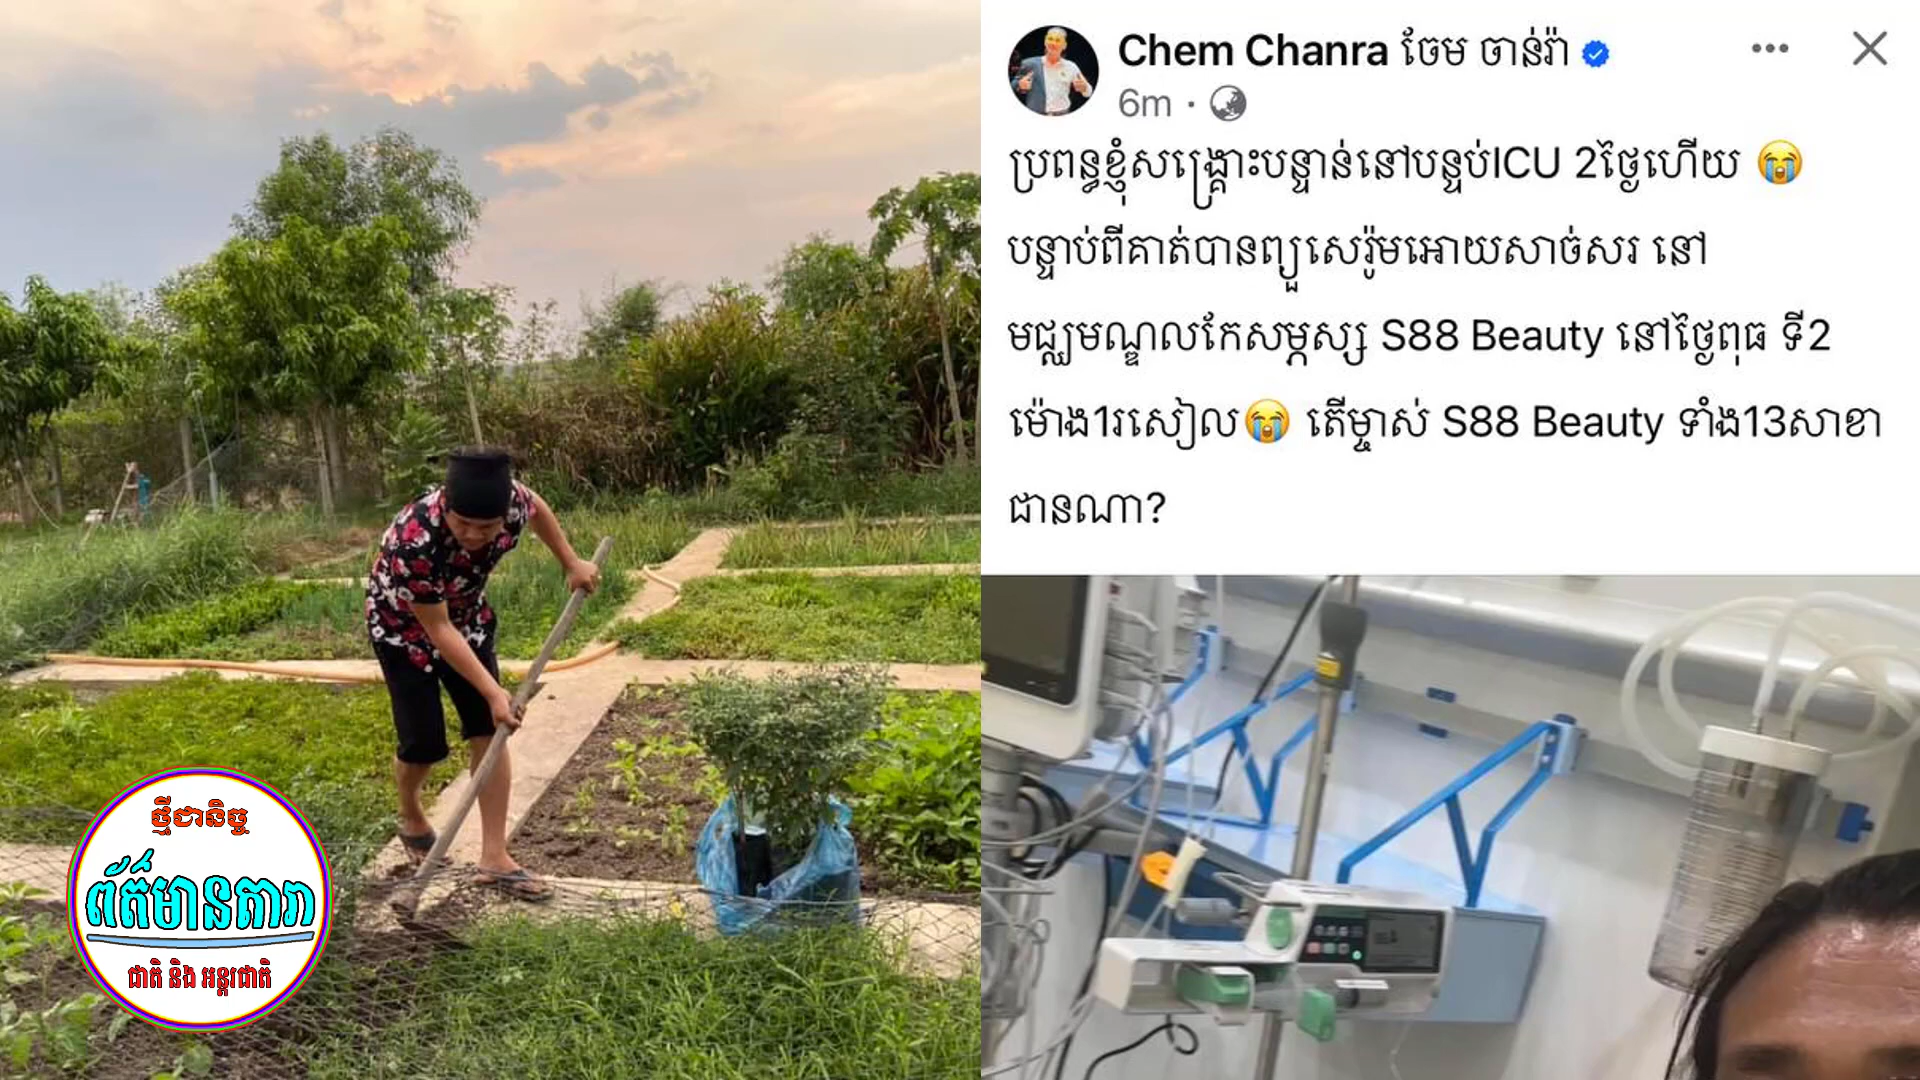 ថ្មីជានិច្ច
ព័ត៌មានតារា
ជាតិ និង អន្តរជាតិ
Chem Chanra ចែម ចាន់រ៉ា
6m
ប្រពន្ធខ្ញុំសង្គ្រោះបន្ទាន់នៅបន្ទប់ICU 2ថ្ងៃហើយ 😭
បន្ទាប់ពីគាត់បានព្យួសេរ៉ូមអោយសាច់សរ នៅ
មជ្ឈមណ្ឌលកែសម្ភស្ស S88 Beauty នៅថ្ងៃពុធ ទី2
ម៉ោង1រសៀល😭 តើម្ចាស់ S88 Beauty ទាំង13សាខា
ជានណា?